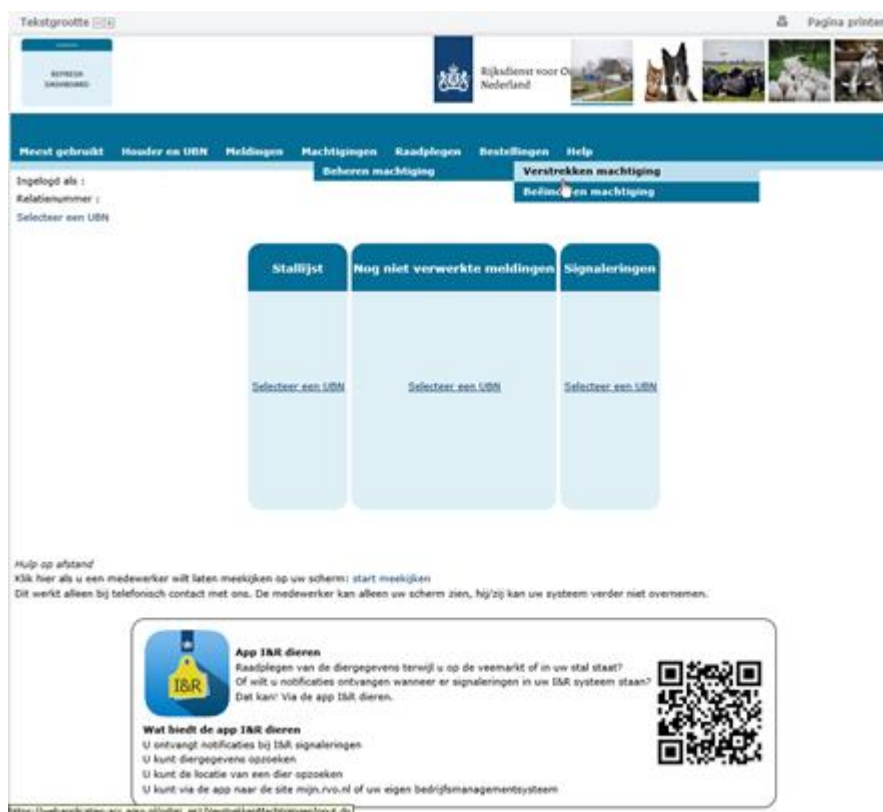 Tekstgrootte
Pagina printen
REFRESH
DASHBOARD
Rijksdienst voor O
Nederland
Meest gebruikt Houder en UBN Meldingen Machtigingen Raadplegen Bestellingen Help
Beheren machtiging Verstrekken machtiging
Beëindigen machtiging
Ingelogd als :
Relatienummer :
Selecteer een UBN
Stallijst Nog niet verwerkte meldingen Signaleringen
Selecteer een UBN Selecteer een UBN Selecteer een UBN
Hulp op afstand
Klik hier als u een medewerker wilt laten meekijken op uw scherm: start meekijken
Dit werkt alleen bij telefonisch contact met ons. De medewerker kan alleen uw scherm zien, hij/zij kan uw systeem verder niet overnemen.
App I&R dieren
Raadplegen van de diergegevens terwijl u op de veemarkt of in uw stal staat?
Of wilt u notificaties ontvangen wanneer er signaleringen in uw I&R systeem staan?
Dat kan! Via de app I&R dieren.
I&R
Wat biedt de app I&R dieren
U ontvangt notificaties bij I&R signaleringen
U kunt diergegevens opzoeken
U kunt de locatie van een dier opzoeken
U kunt via de app naar de site mijn.rvo.nl of uw eigen bedrijfsmanagementsysteem